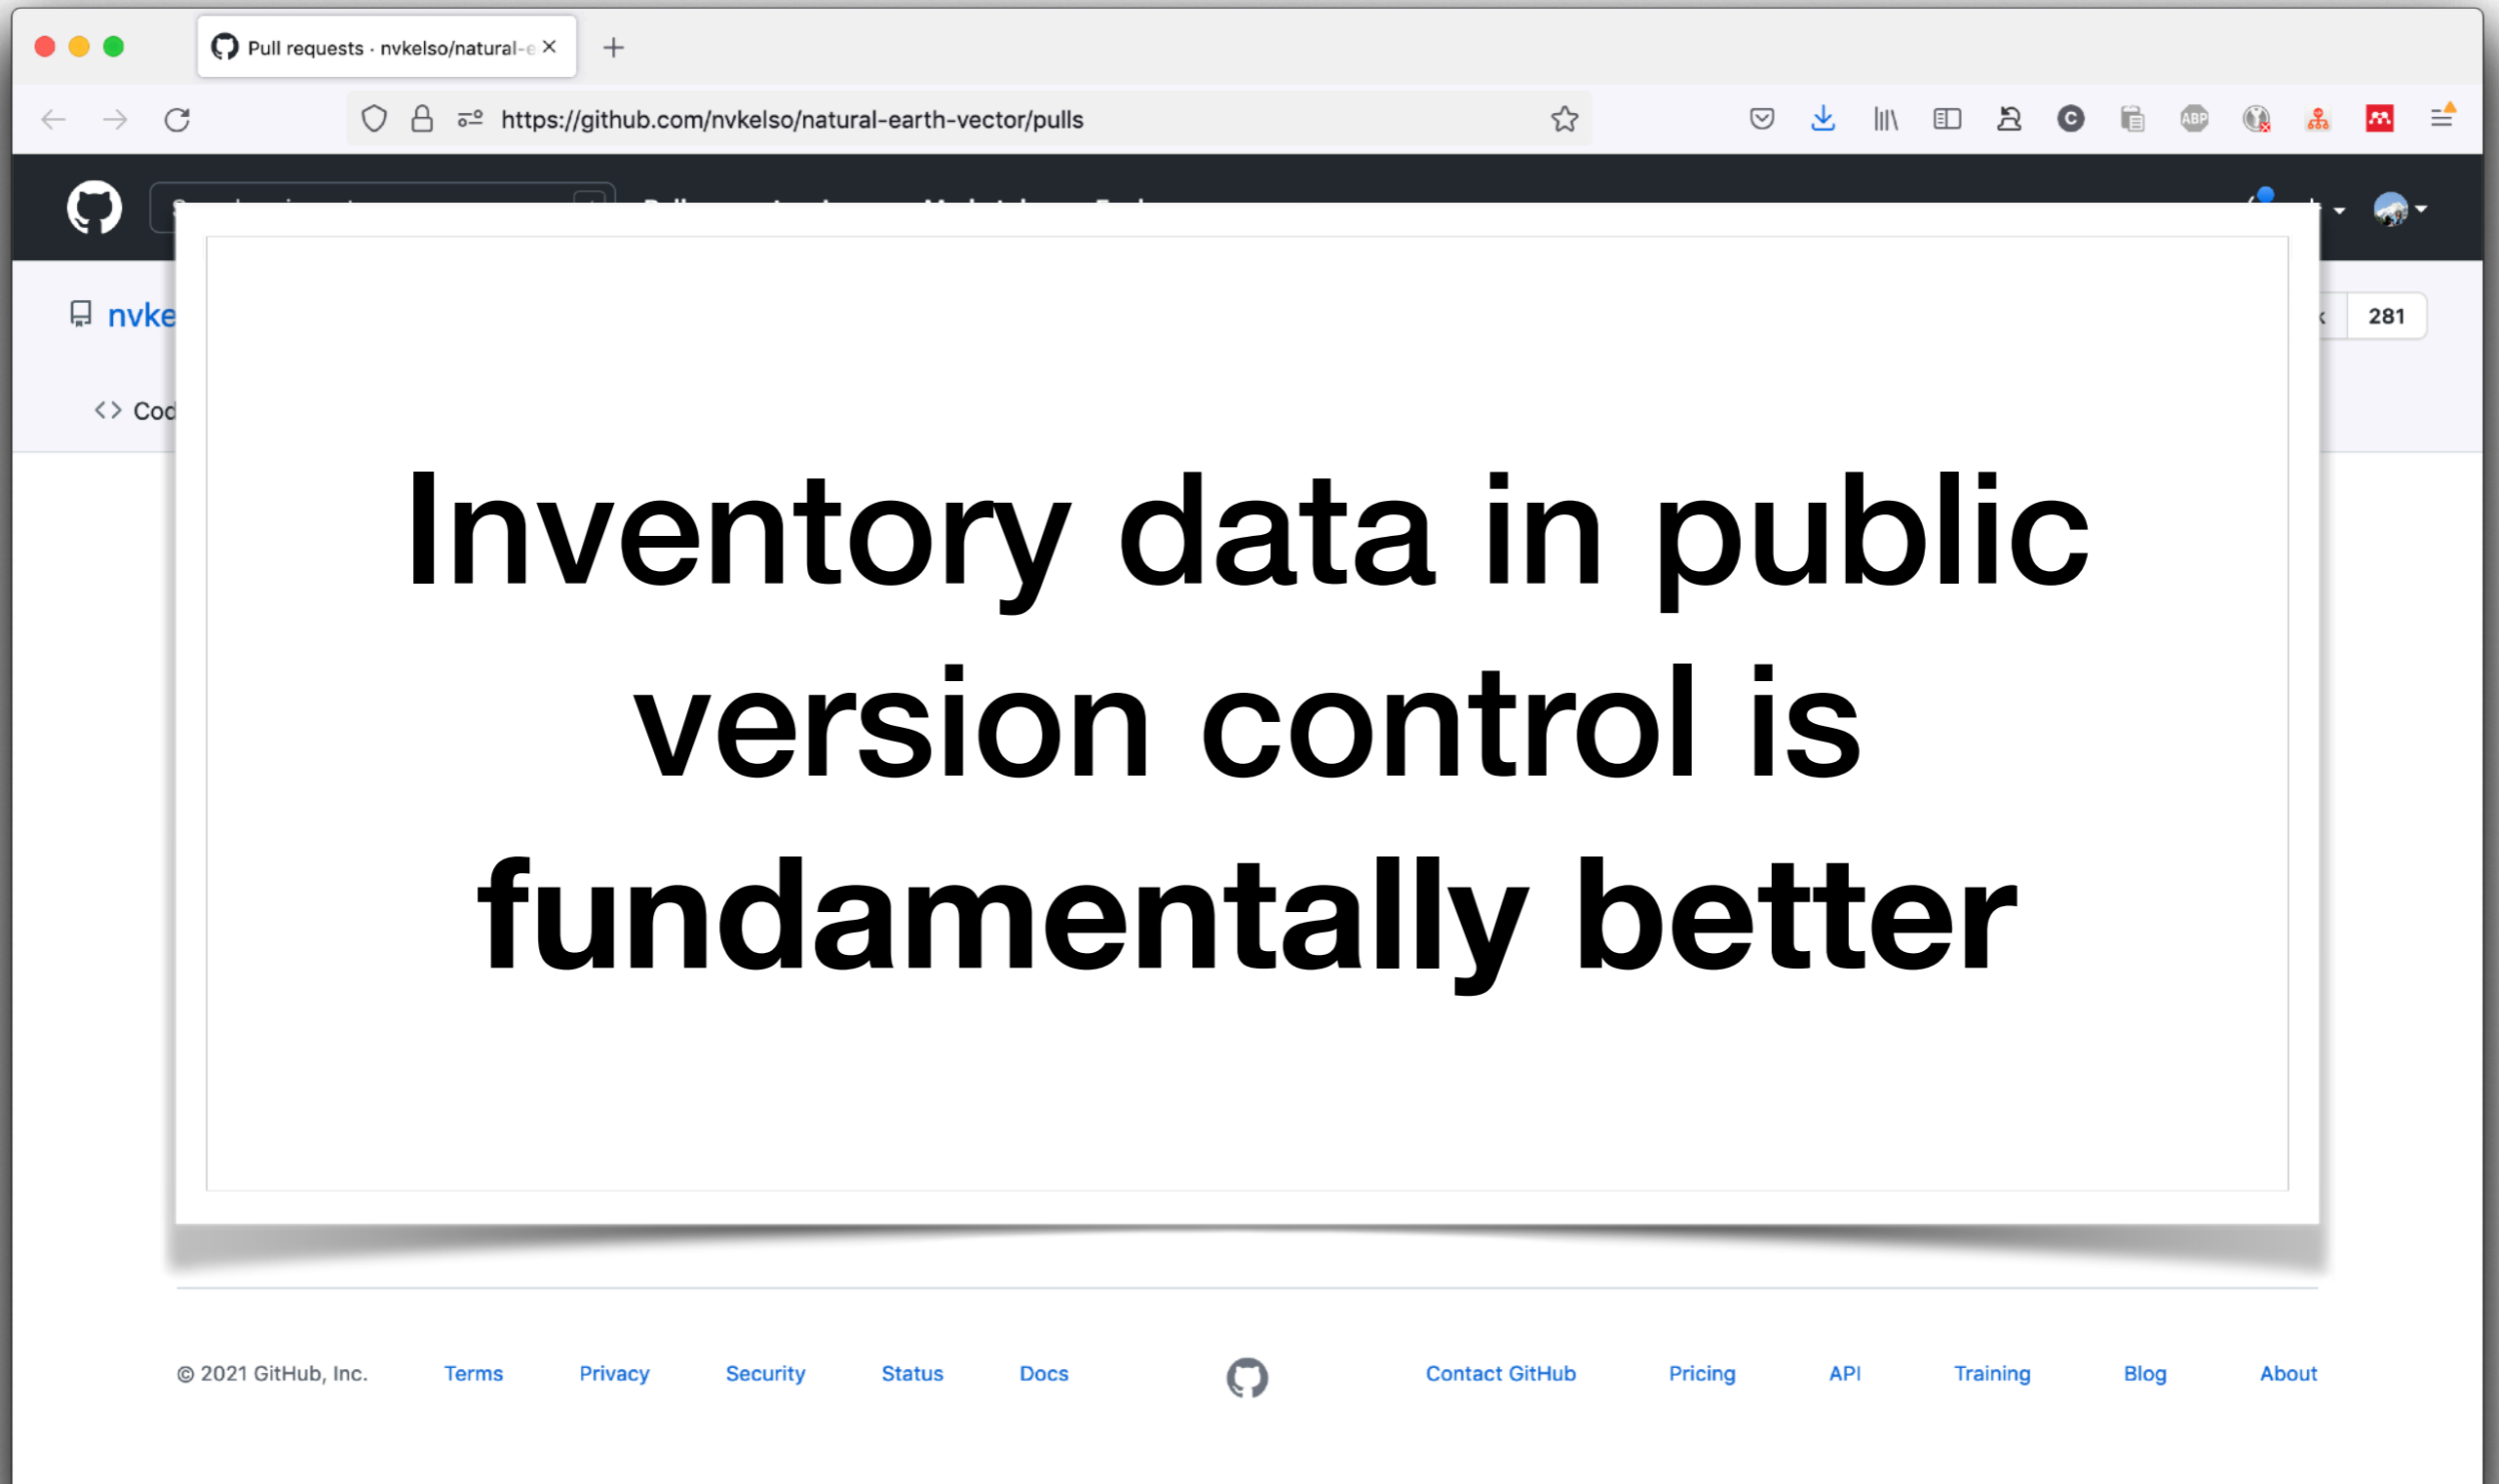 Pull requests · nvkelso/natural-e
https://github.com/nvkelso/natural-earth-vector/pulls
ABP
nvke
281
<> Cod
Inventory data in public
version control is
fundamentally better
© 2021 GitHub, Inc. Terms Privacy Security Status Docs Contact GitHub Pricing API Training Blog About